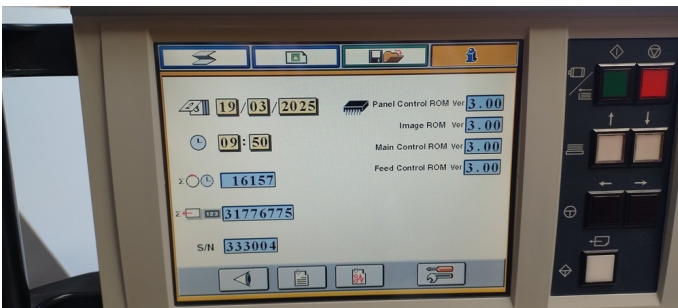 19/03/2025
Panel Control ROM Ver 3.00
Image ROM Ver 3.00
09:50
Main Control ROM Ver 3.00
Feed Control ROM Ver 3.00
Σ 16157
Σ 123 31776775
S/N 333004